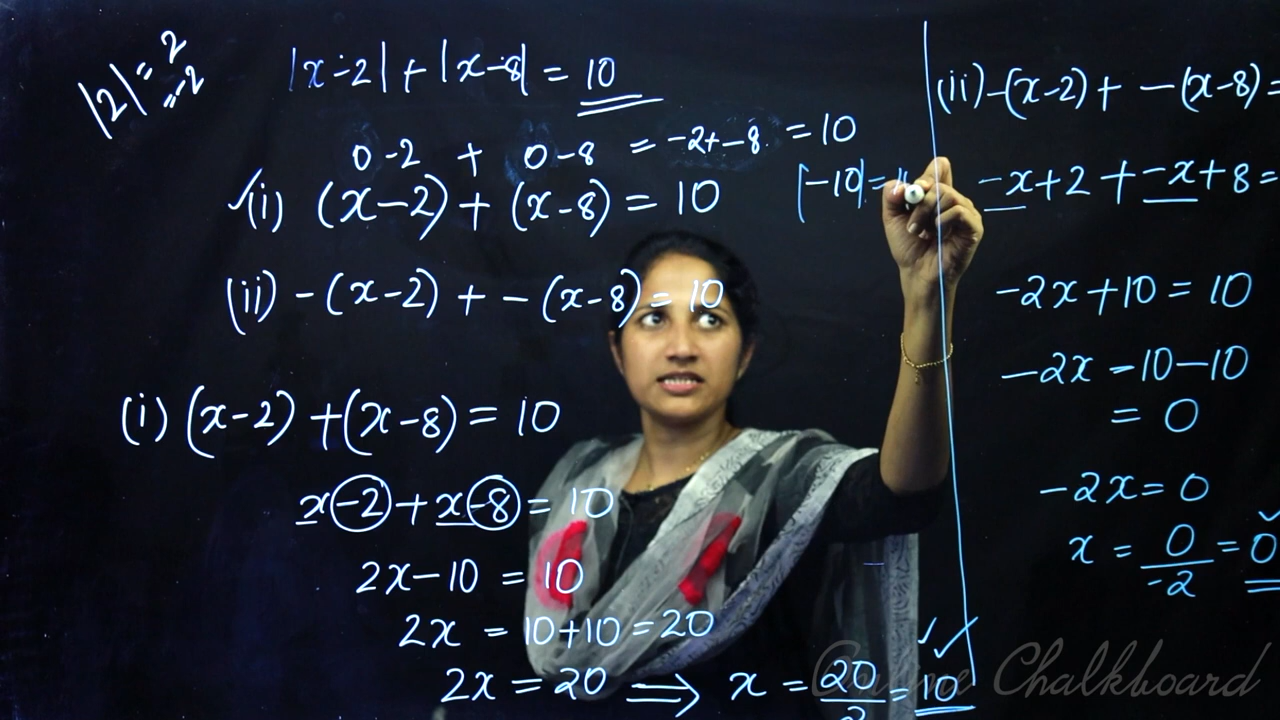 |2| = 2
= -2
|x-2| + |x-8| = 10
0-2 + 0-8 = -2+-8 = 10
|-10| = 1
(i) (x-2) + (x-8) = 10
(ii) -(x-2) + -(x-8) = 10
(i) (x-2) + (x-8) = 10
x-2 + x-8 = 10
2x-10 = 10
2x = 10+10 = 20
2x = 20 ⟹ x = 20/2 = 10
(ii) -(x-2) + -(x-8) =
-x+2 + -x+8 =
-2x+10 = 10
-2x = 10-10
= 0
-2x = 0
x = 0/-2 = 0
Online Chalkboard